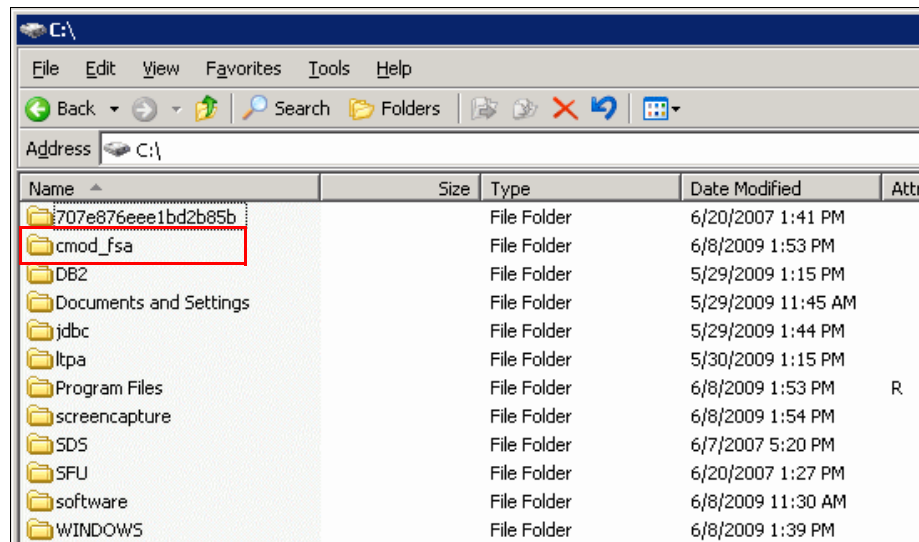 C:\
File Edit View Favorites Tools Help
Back Search Folders
Address C:\
Name Size Type Date Modified Attr
707e876eee1bd2b85b File Folder 6/20/2007 1:41 PM
cmod_fsa File Folder 6/8/2009 1:53 PM
DB2 File Folder 5/29/2009 1:15 PM
Documents and Settings File Folder 5/29/2009 11:45 AM
jdbc File Folder 5/29/2009 1:44 PM
ltpa File Folder 5/30/2009 1:15 PM
Program Files File Folder 6/8/2009 1:53 PM R
screencapture File Folder 6/8/2009 1:54 PM
SDS File Folder 6/7/2007 5:20 PM
SFU File Folder 6/20/2007 1:27 PM
software File Folder 6/8/2009 11:30 AM
WINDOWS File Folder 6/8/2009 1:39 PM